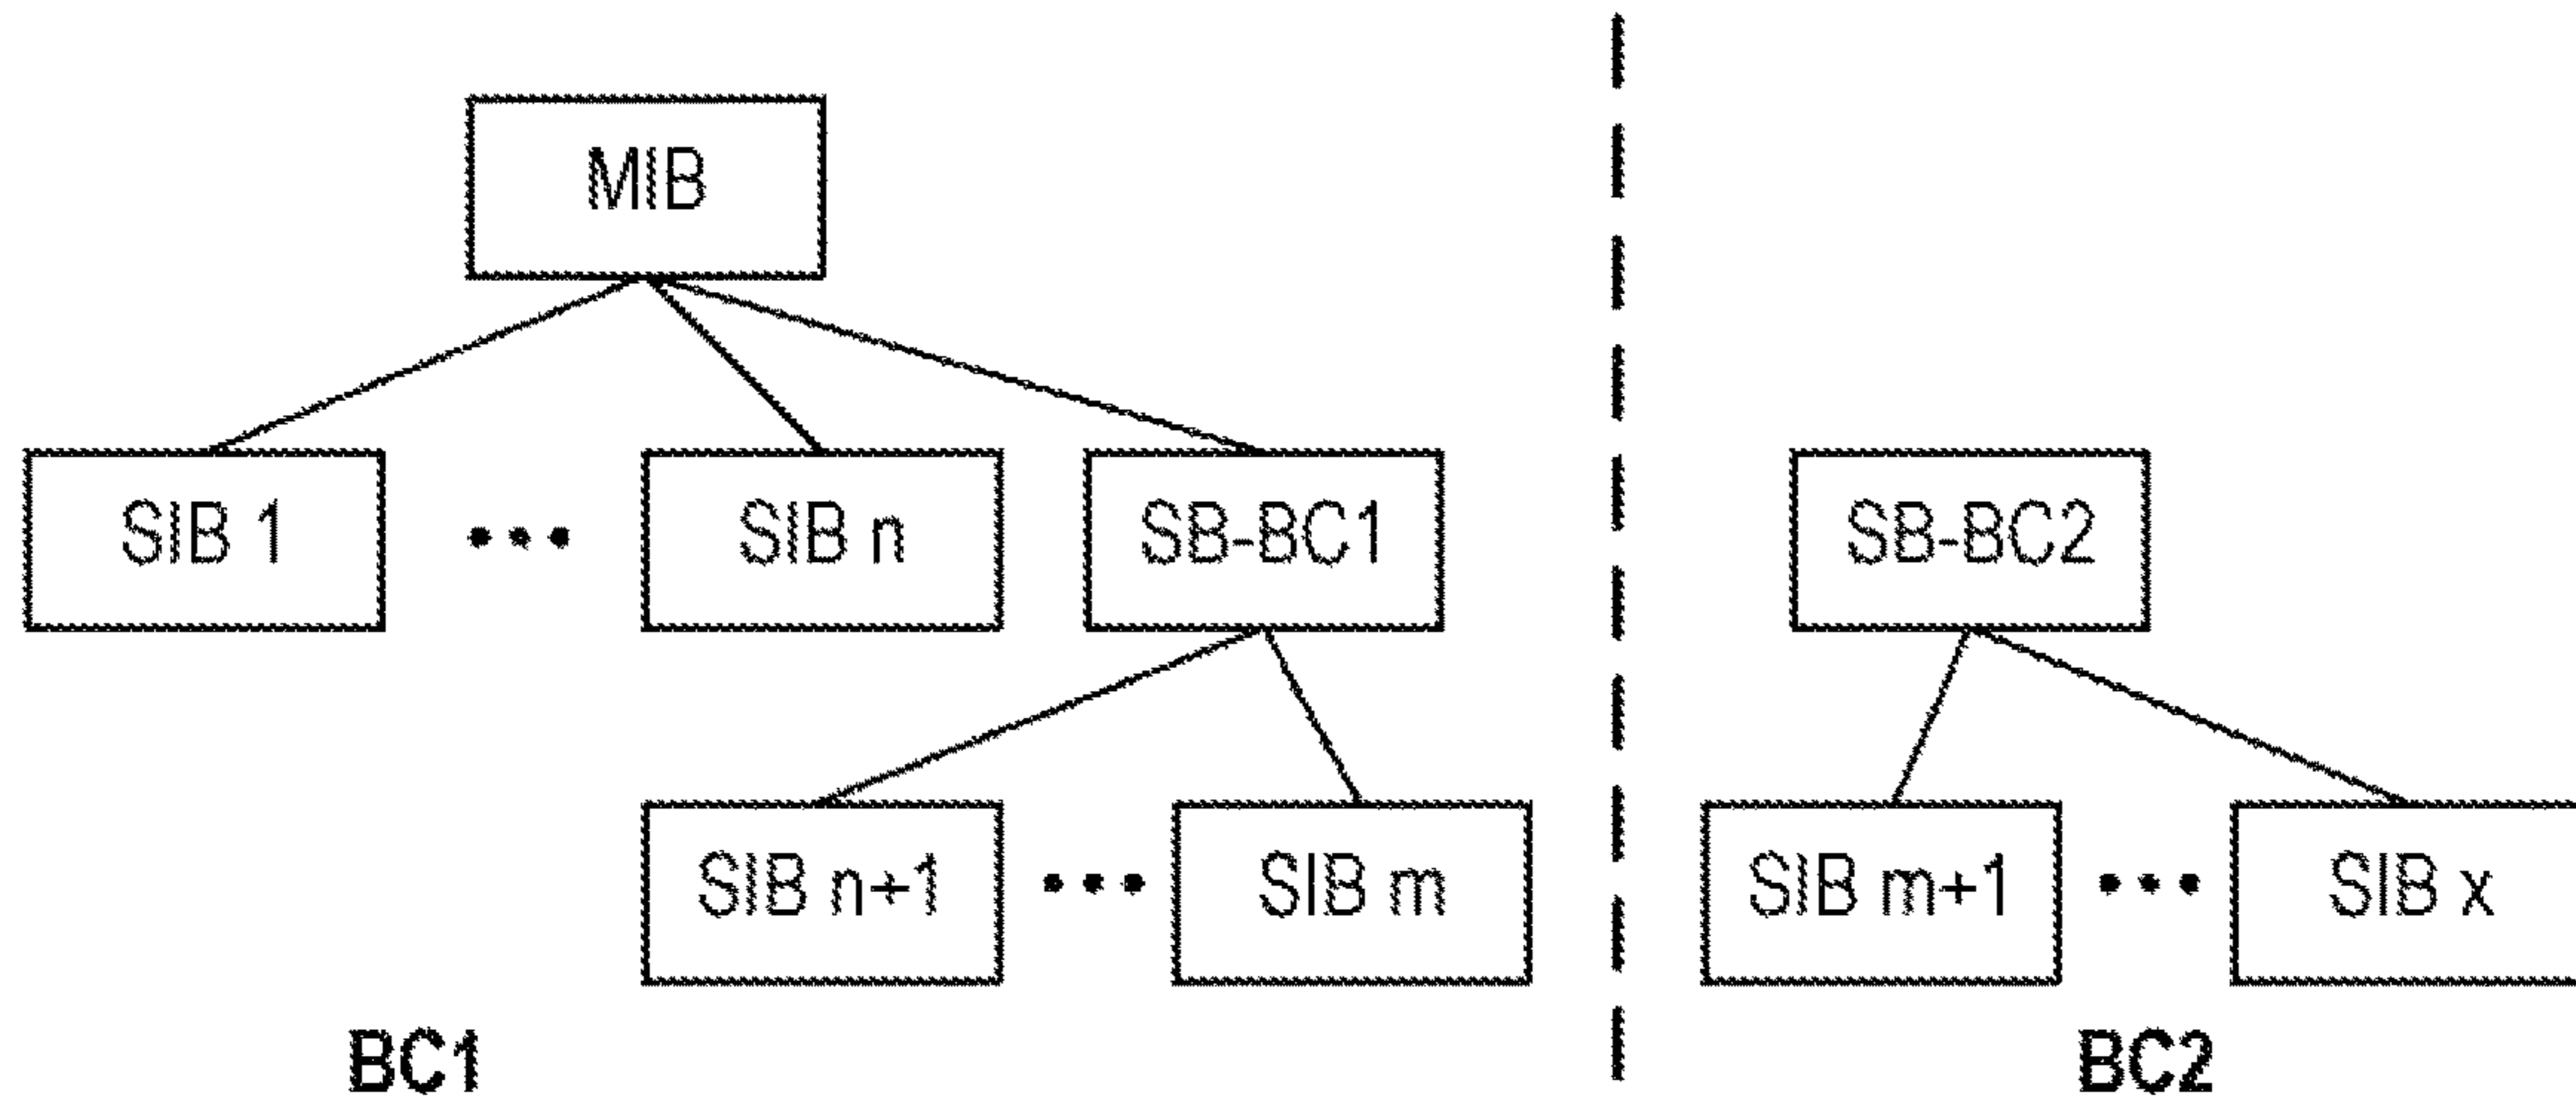 MIB
SIB 1 ••• SIB n SB-BC1 SB-BC2
SIB n+1 ••• SIB m SIB m+1 ••• SIB x
BC1 BC2